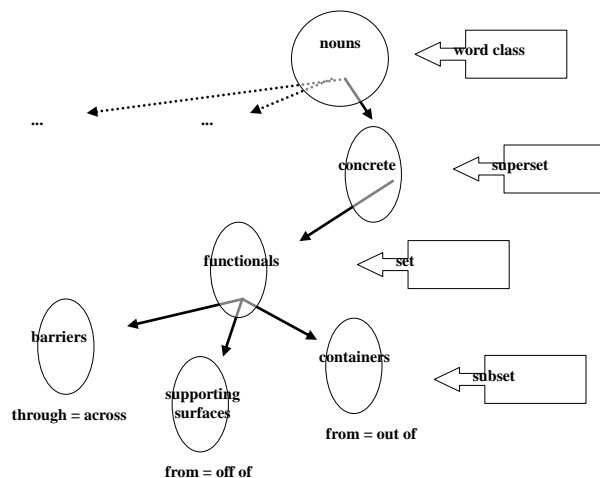 nouns
word class
...
...
concrete
superset
functionals
set
barriers
containers
subset
supporting
surfaces
through = across
from = out of
from = off of